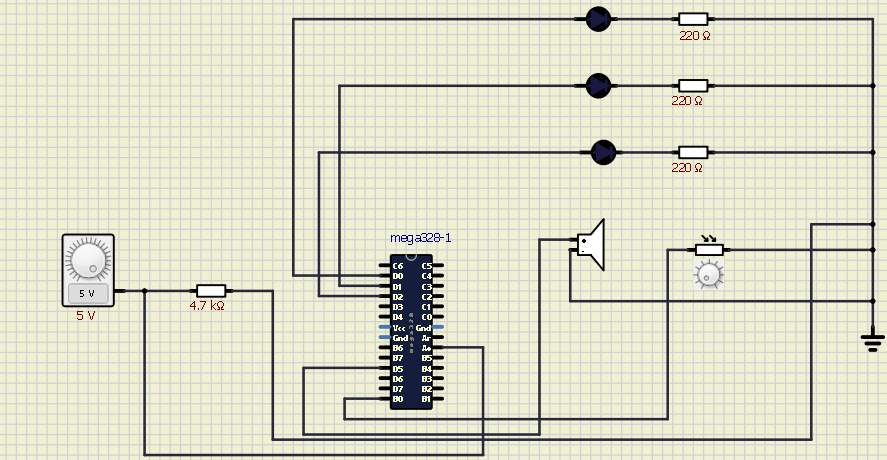 220 Ω
220 Ω
220 Ω
mega328-1
C6 C5
D0 C4
D1 C3
D2 C2
D3 C1
D4 C0
Vcc Gnd
Gnd Ar
B6 A+
B7 B5
D5 B4
D6 B3
D7 B2
B0 B1
5 V
5 V
4.7 kΩ